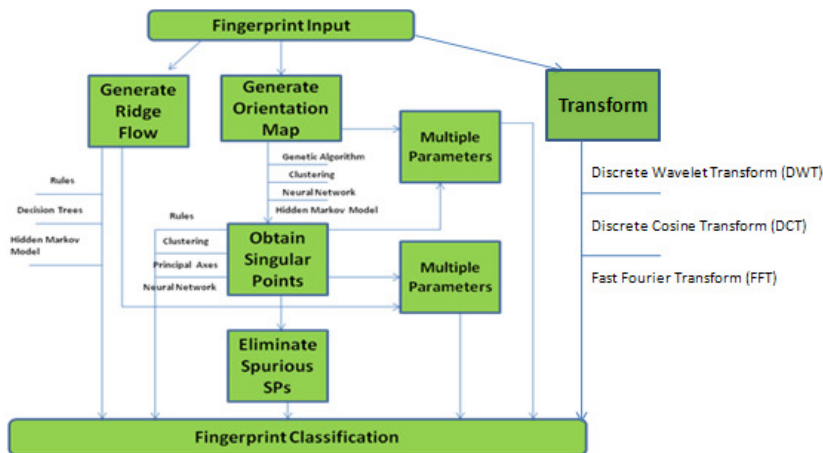 Fingerprint Input
Generate
Ridge
Flow
Generate
Orientation
Map
Transform
Multiple
Parameters
Genetic Algorithm
Clustering
Neural Network
Hidden Markov Model
Discrete Wavelet Transform (DWT)
Discrete Cosine Transform (DCT)
Fast Fourier Transform (FFT)
Rules
Decision Trees
Hidden Markov
Model
Rules
Clustering
Principal Axes
Neural Network
Obtain
Singular
Points
Multiple
Parameters
Eliminate
Spurious
SPs
Fingerprint Classification